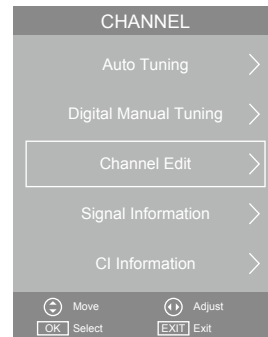 CHANNEL
Auto Tuning
Digital Manual Tuning
Channel Edit
Signal Information
CI Information
Move Adjust
OK Select EXIT Exit